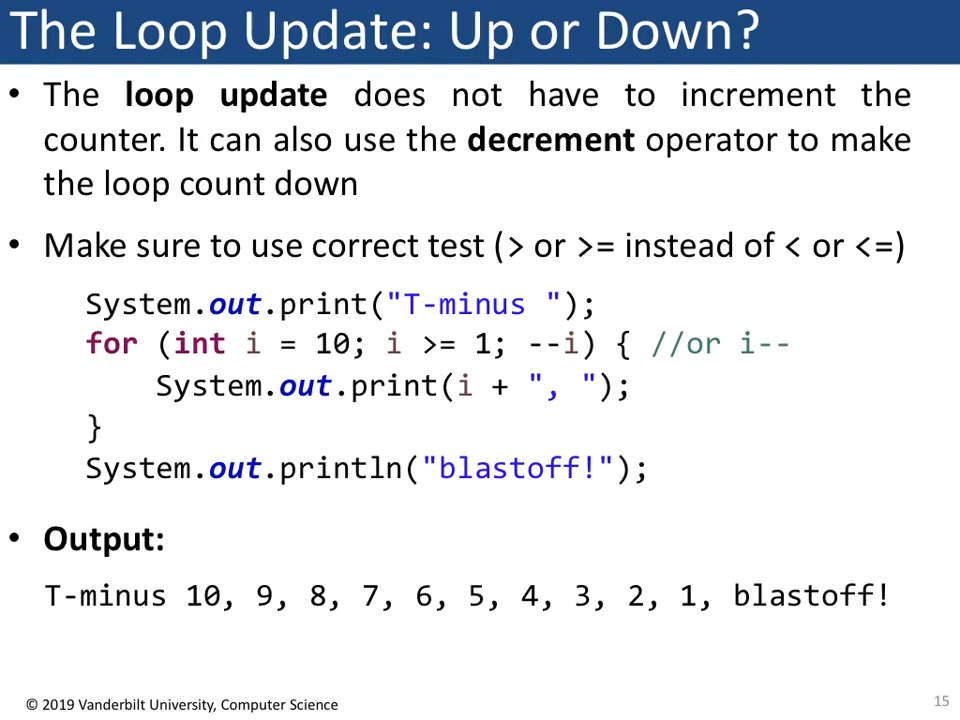 The Loop Update: Up or Down?
• The loop update does not have to increment the
counter. It can also use the decrement operator to make
the loop count down
• Make sure to use correct test (> or >= instead of < or <=)
System.out.print("T-minus ");
for (int i = 10; i >= 1; --i) { //or i--
    System.out.print(i + ", ");
}
System.out.println("blastoff!");
• Output:
T-minus 10, 9, 8, 7, 6, 5, 4, 3, 2, 1, blastoff!
© 2019 Vanderbilt University, Computer Science
15